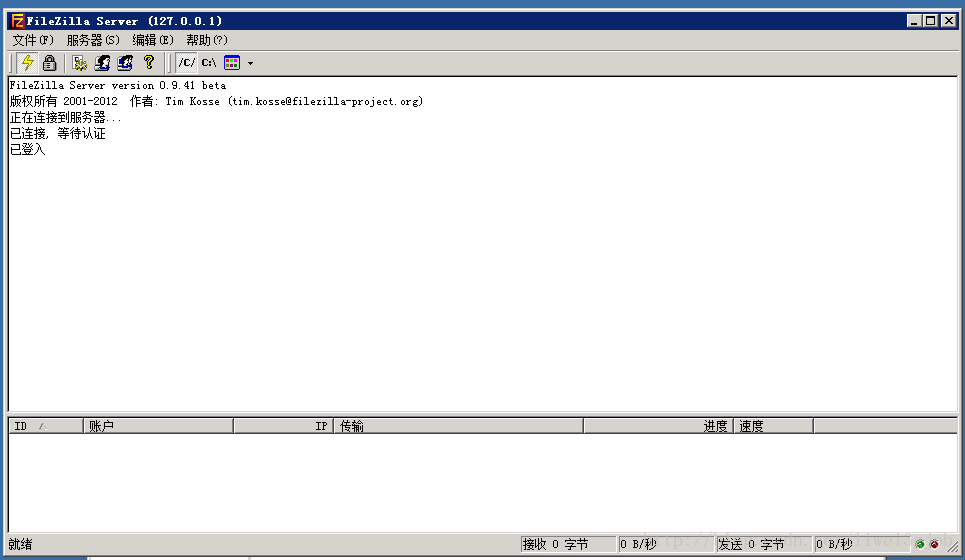 FileZilla Server (127.0.0.1)
文件(F) 服务器(S) 编辑(E) 帮助(?)
/C/ C:\
FileZilla Server version 0.9.41 beta
版权所有 2001-2012 作者: Tim Kosse (tim.kosse@filezilla-project.org)
正在连接到服务器...
已连接, 等待认证
已登入
ID 账户 IP 传输 进度 速度
就绪 接收 0 字节 0 B/秒 发送 0 字节 0 B/秒